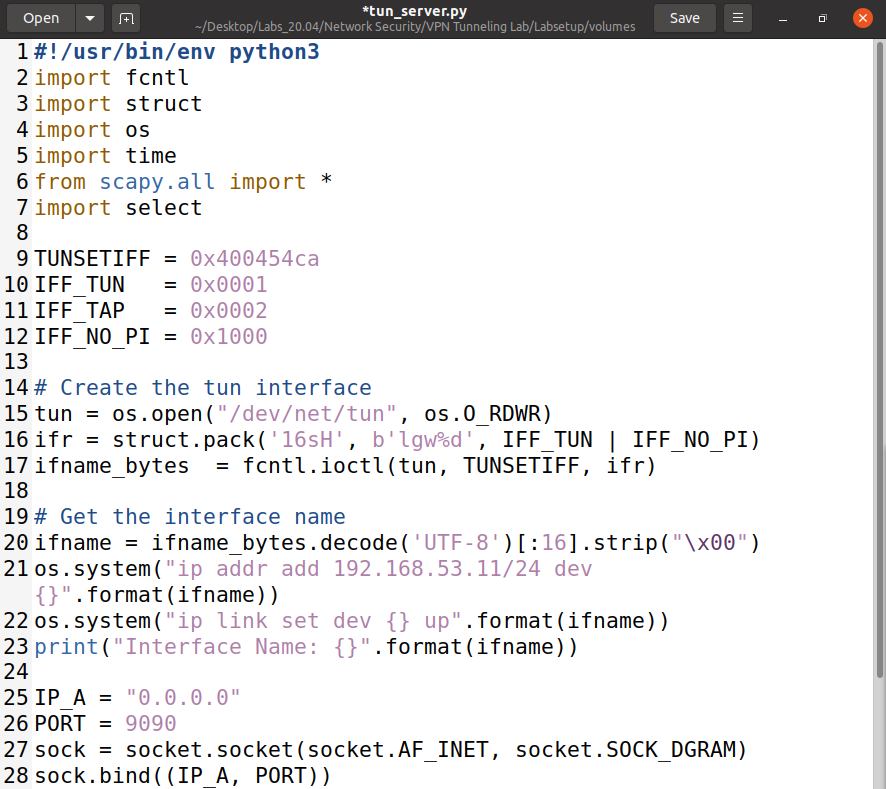 Open
*tun_server.py
~/Desktop/Labs_20.04/Network Security/VPN Tunneling Lab/Labsetup/volumes
Save
1 #!/usr/bin/env python3
2 import fcntl
3 import struct
4 import os
5 import time
6 from scapy.all import *
7 import select
8
9 TUNSETIFF = 0x400454ca
10 IFF_TUN   = 0x0001
11 IFF_TAP   = 0x0002
12 IFF_NO_PI = 0x1000
13
14 # Create the tun interface
15 tun = os.open("/dev/net/tun", os.O_RDWR)
16 ifr = struct.pack('16sH', b'lgw%d', IFF_TUN | IFF_NO_PI)
17 ifname_bytes  = fcntl.ioctl(tun, TUNSETIFF, ifr)
18
19 # Get the interface name
20 ifname = ifname_bytes.decode('UTF-8')[:16].strip("\x00")
21 os.system("ip addr add 192.168.53.11/24 dev
{}".format(ifname))
22 os.system("ip link set dev {} up".format(ifname))
23 print("Interface Name: {}".format(ifname))
24
25 IP_A = "0.0.0.0"
26 PORT = 9090
27 sock = socket.socket(socket.AF_INET, socket.SOCK_DGRAM)
28 sock.bind((IP_A, PORT))